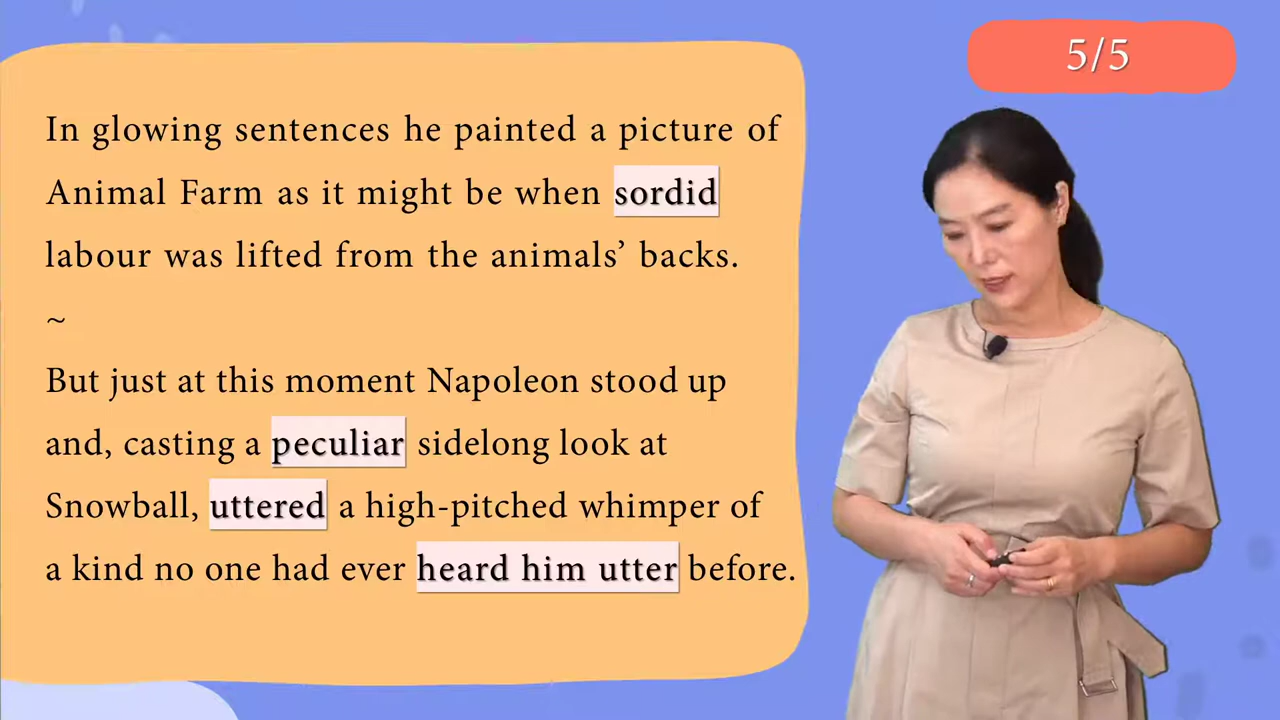 5/5
In glowing sentences he painted a picture of
Animal Farm as it might be when sordid
labour was lifted from the animals’ backs.
~
But just at this moment Napoleon stood up
and, casting a peculiar sidelong look at
Snowball, uttered a high-pitched whimper of
a kind no one had ever heard him utter before.